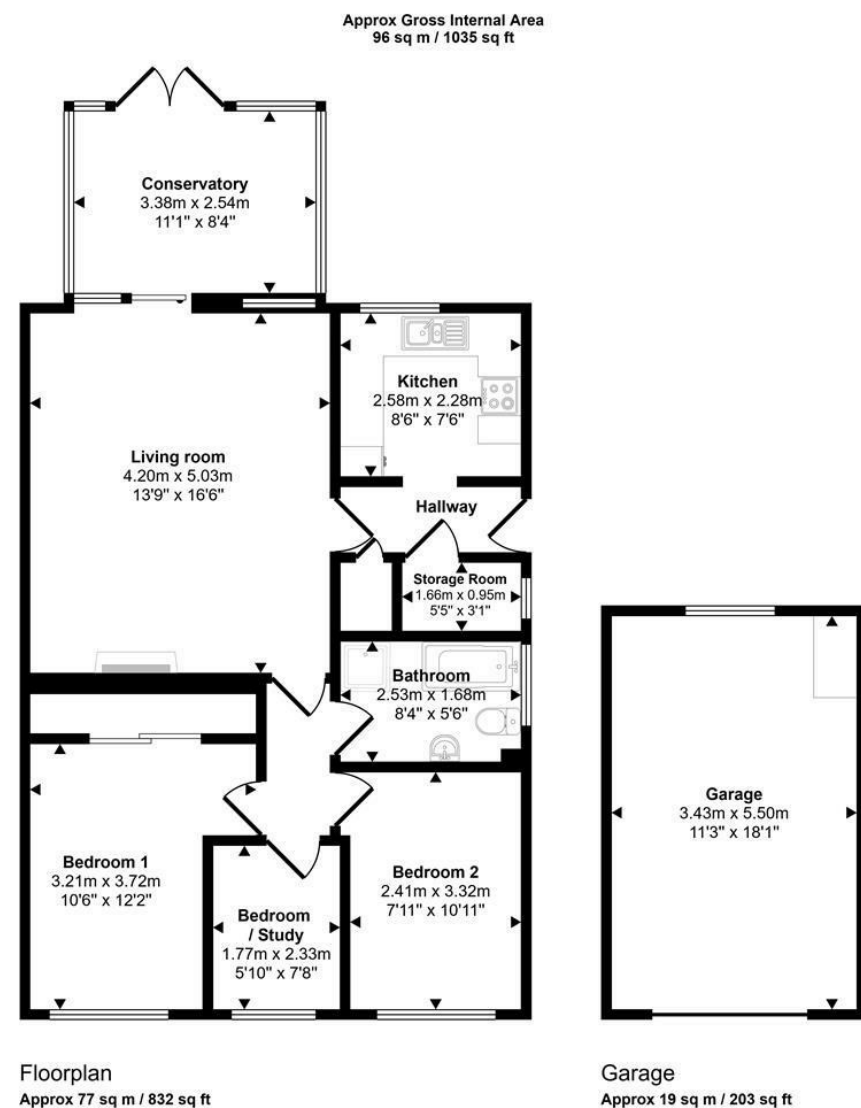 Approx Gross Internal Area
96 sq m / 1035 sq ft
Conservatory
3.38m x 2.54m
11'1" x 8'4"
Kitchen
2.58m x 2.28m
8'6" x 7'6"
Living room
4.20m x 5.03m
13'9" x 16'6"
Hallway
Storage Room
1.66m x 0.95m
5'5" x 3'1"
Bathroom
2.53m x 1.68m
8'4" x 5'6"
Bedroom 1
3.21m x 3.72m
10'6" x 12'2"
Bedroom
/ Study
1.77m x 2.33m
5'10" x 7'8"
Bedroom 2
2.41m x 3.32m
7'11" x 10'11"
Garage
3.43m x 5.50m
11'3" x 18'1"
Floorplan
Approx 77 sq m / 832 sq ft
Garage
Approx 19 sq m / 203 sq ft